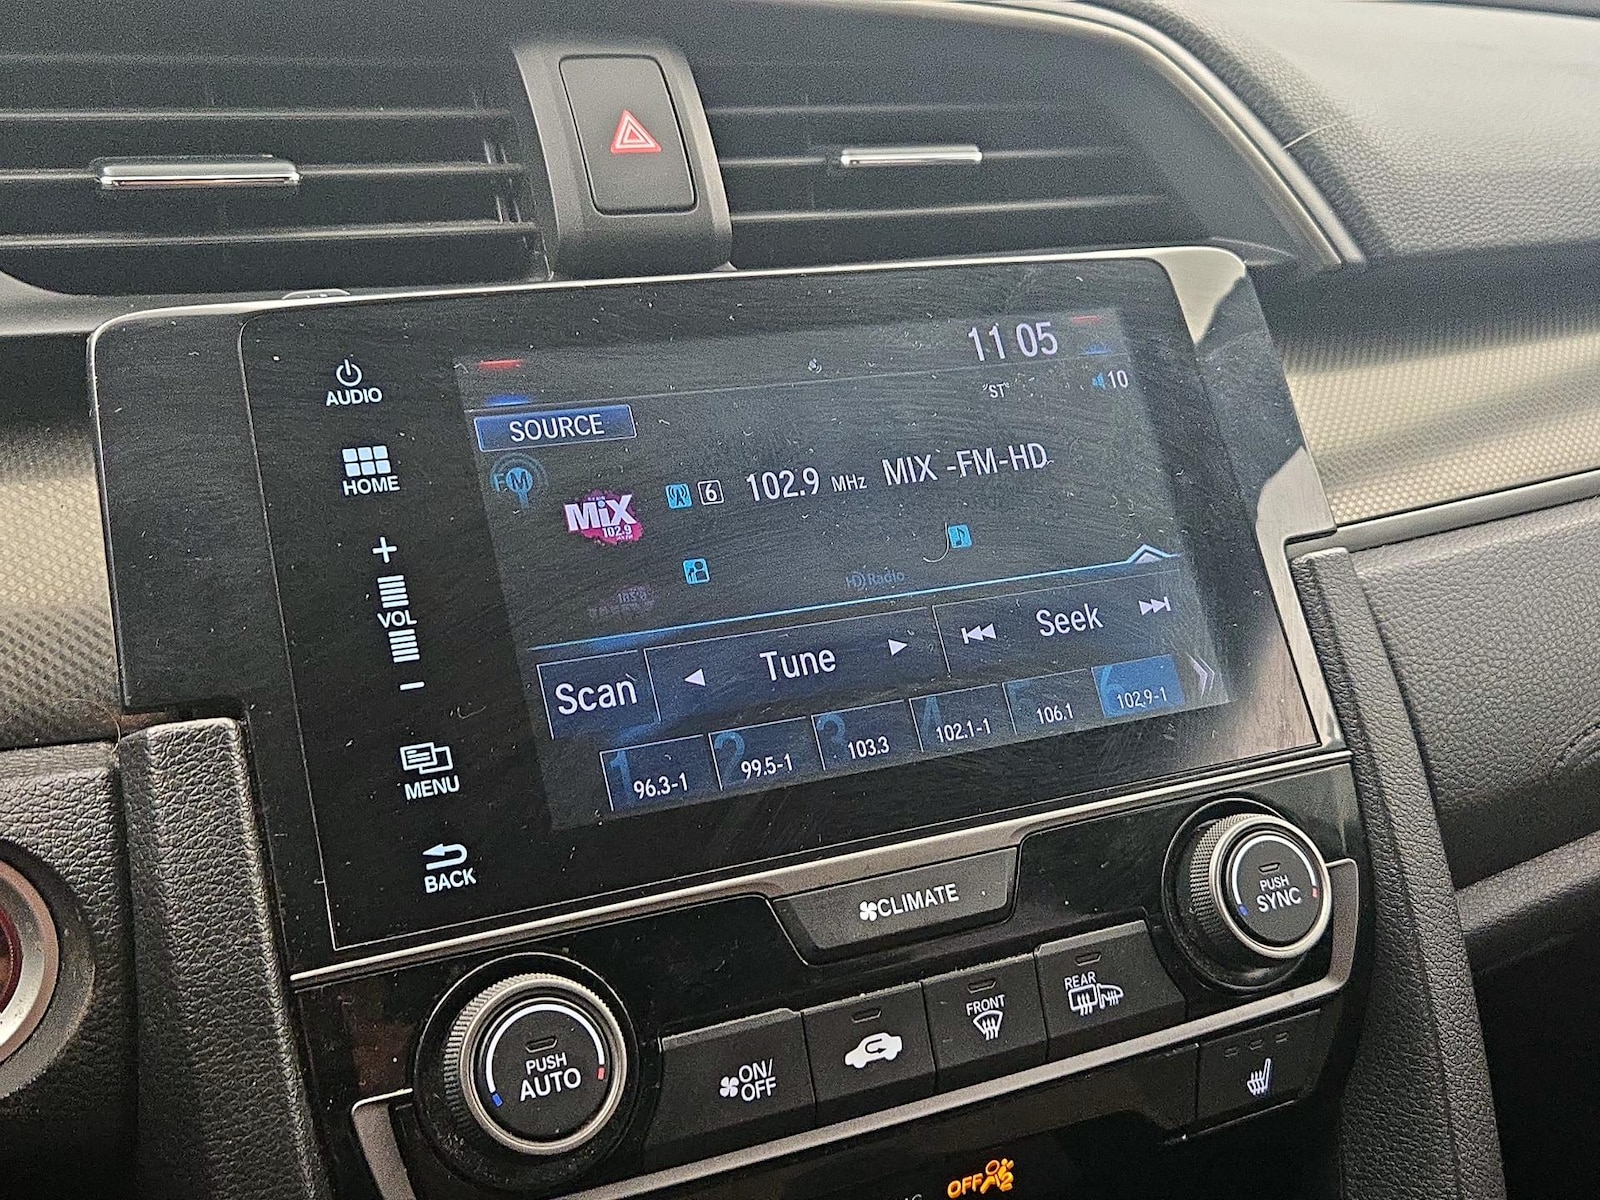 AUDIO
HOME
+
VOL
−
MENU
BACK
11 05
"ST"
10
SOURCE
FM
MiX
102.9
6
102.9 MHz MIX -FM-HD
HD Radio
Scan
Tune
Seek
1 96.3-1
2 99.5-1
3 103.3
4 102.1-1
5 106.1
6 102.9-1
CLIMATE
PUSH
SYNC
PUSH
AUTO
ON/
OFF
FRONT
REAR
OFF